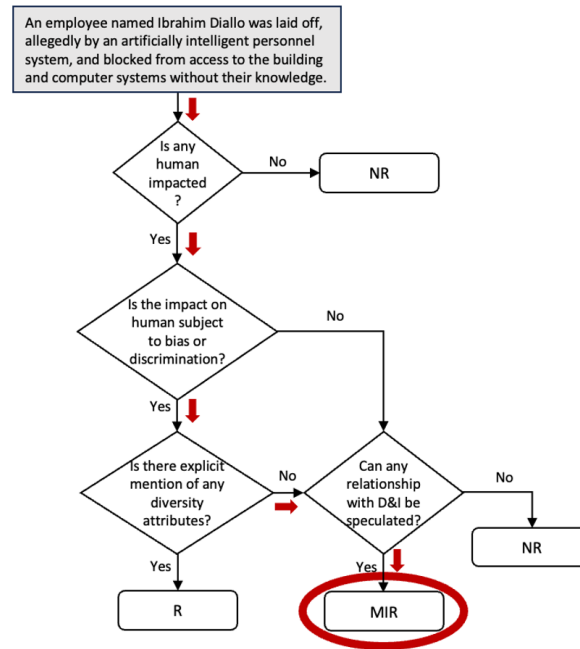 An employee named Ibrahim Diallo was laid off,
allegedly by an artificially intelligent personnel
system, and blocked from access to the building
and computer systems without their knowledge.
Is any
human
impacted
?
No
NR
Yes
Is the impact on
human subject
to bias or
discrimination?
No
Yes
Is there explicit
mention of any
diversity
attributes?
No
Can any
relationship
with D&I be
speculated?
No
NR
Yes
R
Yes
MIR